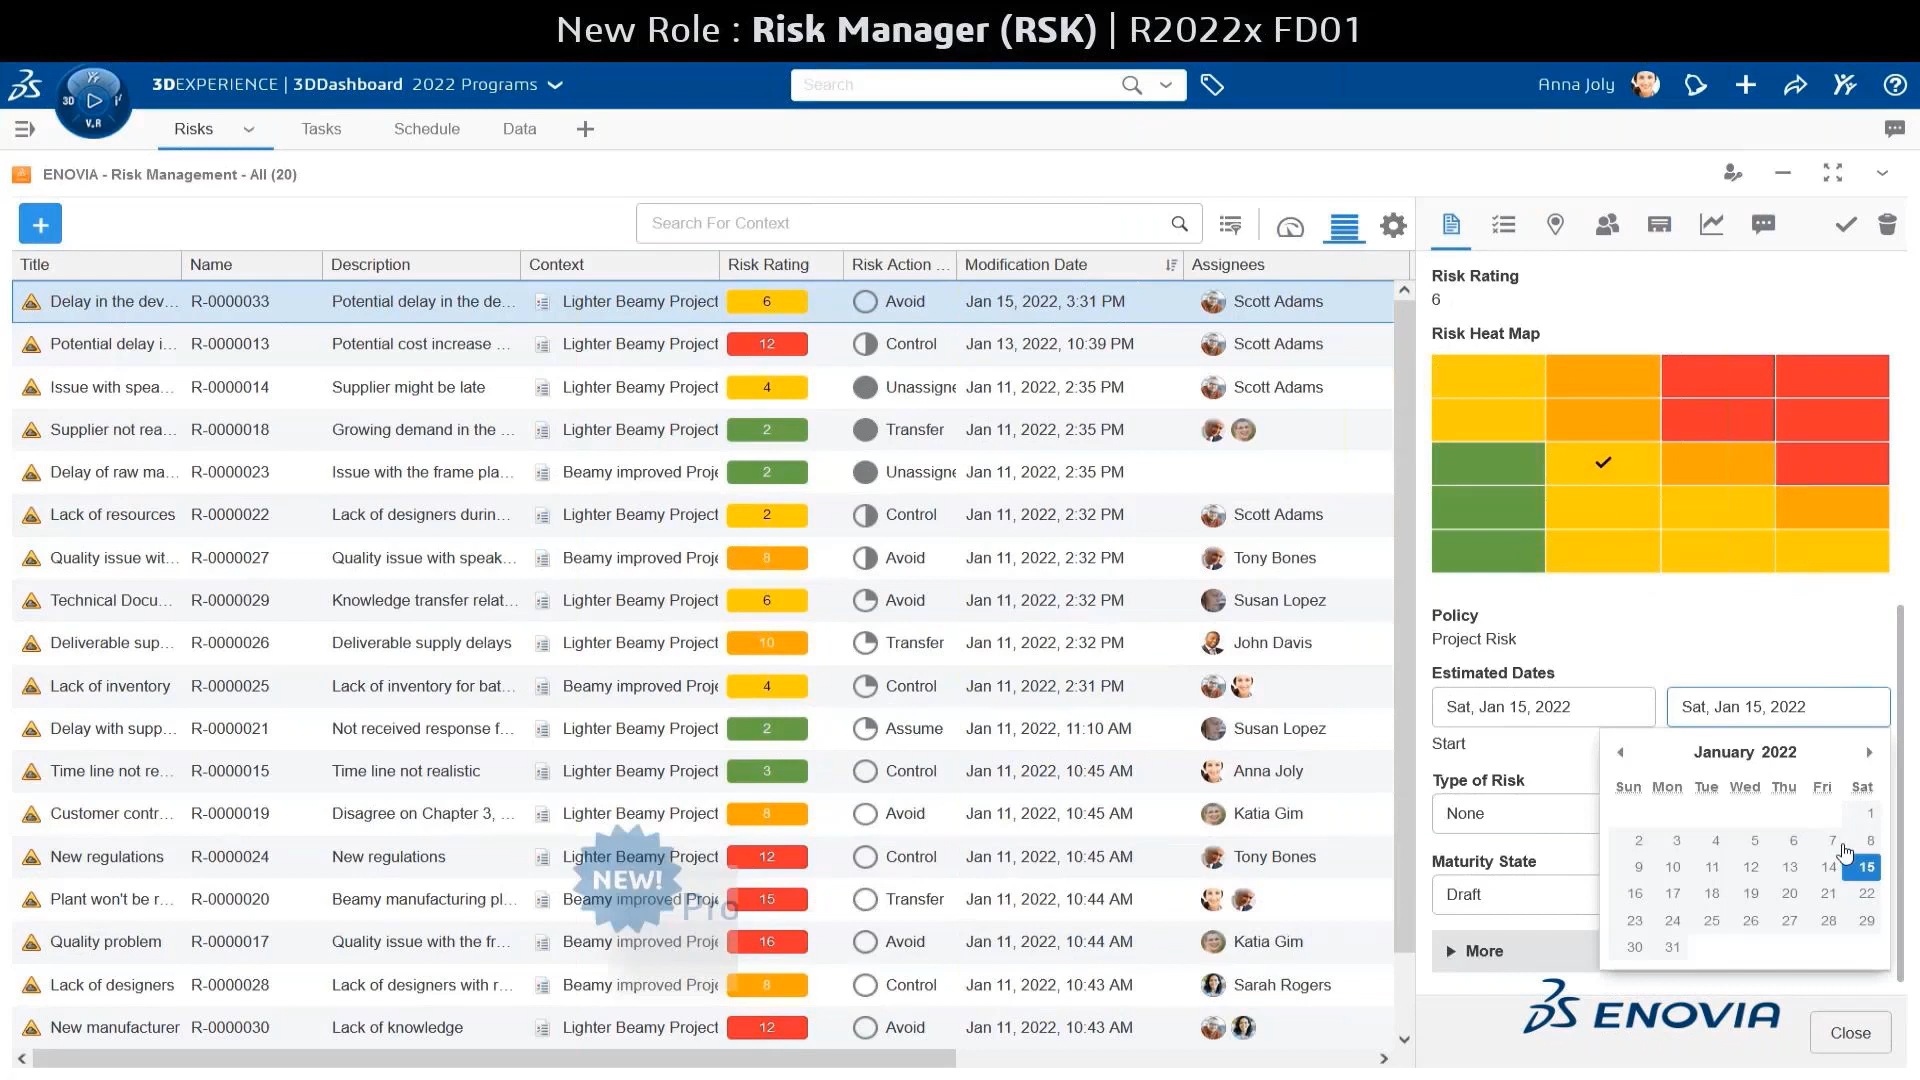 New Role : Risk Manager (RSK) | R2022x FD01
3DEXPERIENCE | 3DDashboard 2022 Programs
Search
Anna Joly
3D
V.R
Risks
Tasks
Schedule
Data
ENOVIA - Risk Management - All (20)
Search For Context
Title Name Description Context Risk Rating Risk Action ... Modification Date Assignees
Delay in the dev... R-0000033 Potential delay in the de... Lighter Beamy Project 6 Avoid Jan 15, 2022, 3:31 PM Scott Adams
Potential delay i... R-0000013 Potential cost increase ... Lighter Beamy Project 12 Control Jan 13, 2022, 10:39 PM Scott Adams
Issue with spea... R-0000014 Supplier might be late Lighter Beamy Project 4 Unassigne Jan 11, 2022, 2:35 PM Scott Adams
Supplier not rea... R-0000018 Growing demand in the ... Lighter Beamy Project 2 Transfer Jan 11, 2022, 2:35 PM
Delay of raw ma... R-0000023 Issue with the frame pla... Beamy improved Proje 2 Unassigne Jan 11, 2022, 2:35 PM
Lack of resources R-0000022 Lack of designers durin... Lighter Beamy Project 2 Control Jan 11, 2022, 2:32 PM Scott Adams
Quality issue wit... R-0000027 Quality issue with speak... Beamy improved Proje 8 Avoid Jan 11, 2022, 2:32 PM Tony Bones
Technical Docu... R-0000029 Knowledge transfer relat... Lighter Beamy Project 6 Avoid Jan 11, 2022, 2:32 PM Susan Lopez
Deliverable sup... R-0000026 Deliverable supply delays Lighter Beamy Project 10 Transfer Jan 11, 2022, 2:32 PM John Davis
Lack of inventory R-0000025 Lack of inventory for bat... Beamy improved Proje 4 Control Jan 11, 2022, 2:31 PM
Delay with supp... R-0000021 Not received response f... Lighter Beamy Project 2 Assume Jan 11, 2022, 11:10 AM Susan Lopez
Time line not re... R-0000015 Time line not realistic Lighter Beamy Project 3 Control Jan 11, 2022, 10:45 AM Anna Joly
Customer contr... R-0000019 Disagree on Chapter 3, ... Lighter Beamy Project 8 Avoid Jan 11, 2022, 10:45 AM Katia Gim
New regulations R-0000024 New regulations Lighter Beamy Project 12 Control Jan 11, 2022, 10:45 AM Tony Bones
NEW!
Plant won't be r... R-0000020 Beamy manufacturing pl... Beamy improved Proje 15 Transfer Jan 11, 2022, 10:44 AM
Pro
Quality problem R-0000017 Quality issue with the fr... Beamy improved Proje 16 Avoid Jan 11, 2022, 10:44 AM Katia Gim
Lack of designers R-0000028 Lack of designers with r... Beamy improved Proje 8 Control Jan 11, 2022, 10:43 AM Sarah Rogers
New manufacturer R-0000030 Lack of knowledge Lighter Beamy Project 12 Avoid Jan 11, 2022, 10:43 AM
Risk Rating
6
Risk Heat Map
Policy
Project Risk
Estimated Dates
Sat, Jan 15, 2022 Sat, Jan 15, 2022
Start
January 2022
Sun Mon Tue Wed Thu Fri Sat
1
2 3 4 5 6 7 8
9 10 11 12 13 14 15
16 17 18 19 20 21 22
23 24 25 26 27 28 29
30 31
Type of Risk
None
Maturity State
Draft
More
ENOVIA
Close